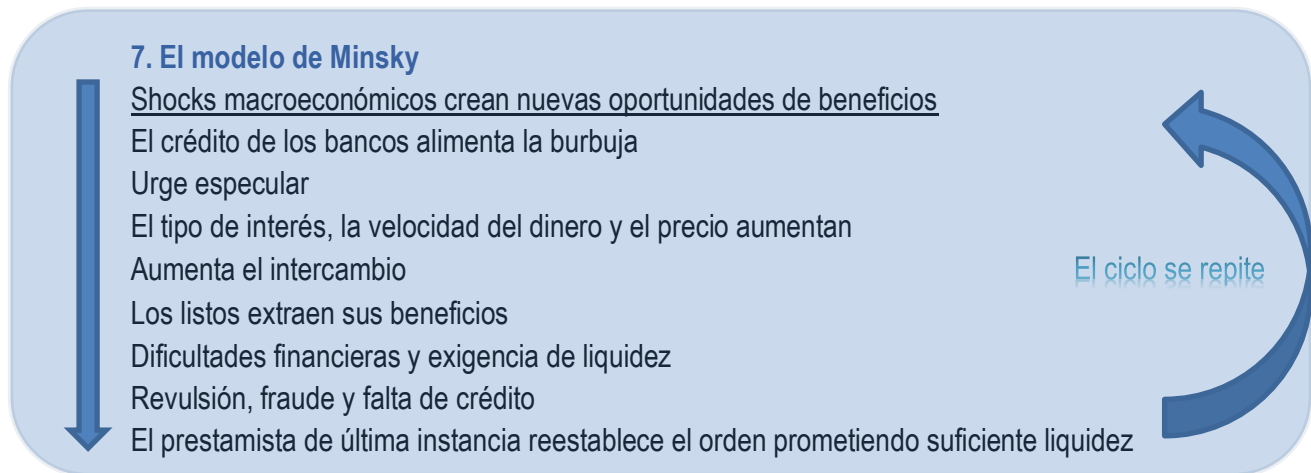 7. El modelo de Minsky
Shocks macroeconómicos crean nuevas oportunidades de beneficios
El crédito de los bancos alimenta la burbuja
Urge especular
El tipo de interés, la velocidad del dinero y el precio aumentan
Aumenta el intercambio
El ciclo se repite
Los listos extraen sus beneficios
Dificultades financieras y exigencia de liquidez
Revulsión, fraude y falta de crédito
El prestamista de última instancia reestablece el orden prometiendo suficiente liquidez